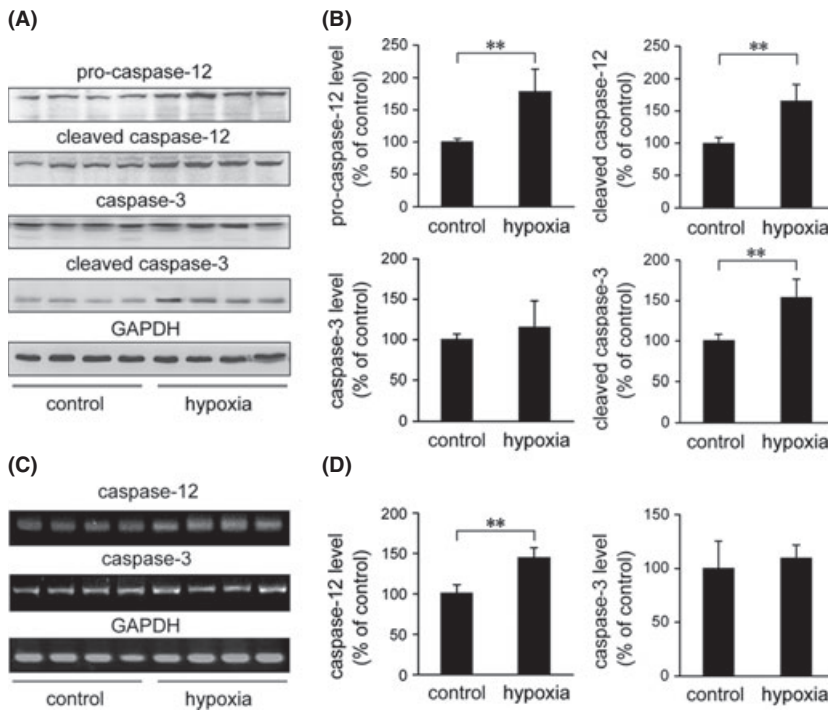 (A)
pro-caspase-12
cleaved caspase-12
caspase-3
cleaved caspase-3
GAPDH
control hypoxia
(B)
pro-caspase-12 level
(% of control)
250
200
150
100
50
0
**
control hypoxia
cleaved caspase-12
(% of control)
250
200
150
100
50
0
**
control hypoxia
caspase-3 level
(% of control)
200
150
100
50
0
control hypoxia
cleaved caspase-3
(% of control)
200
150
100
50
0
**
control hypoxia
(C)
caspase-12
caspase-3
GAPDH
control hypoxia
(D)
caspase-12 level
(% of control)
200
150
100
50
0
**
control hypoxia
caspase-3 level
(% of control)
150
100
50
0
control hypoxia